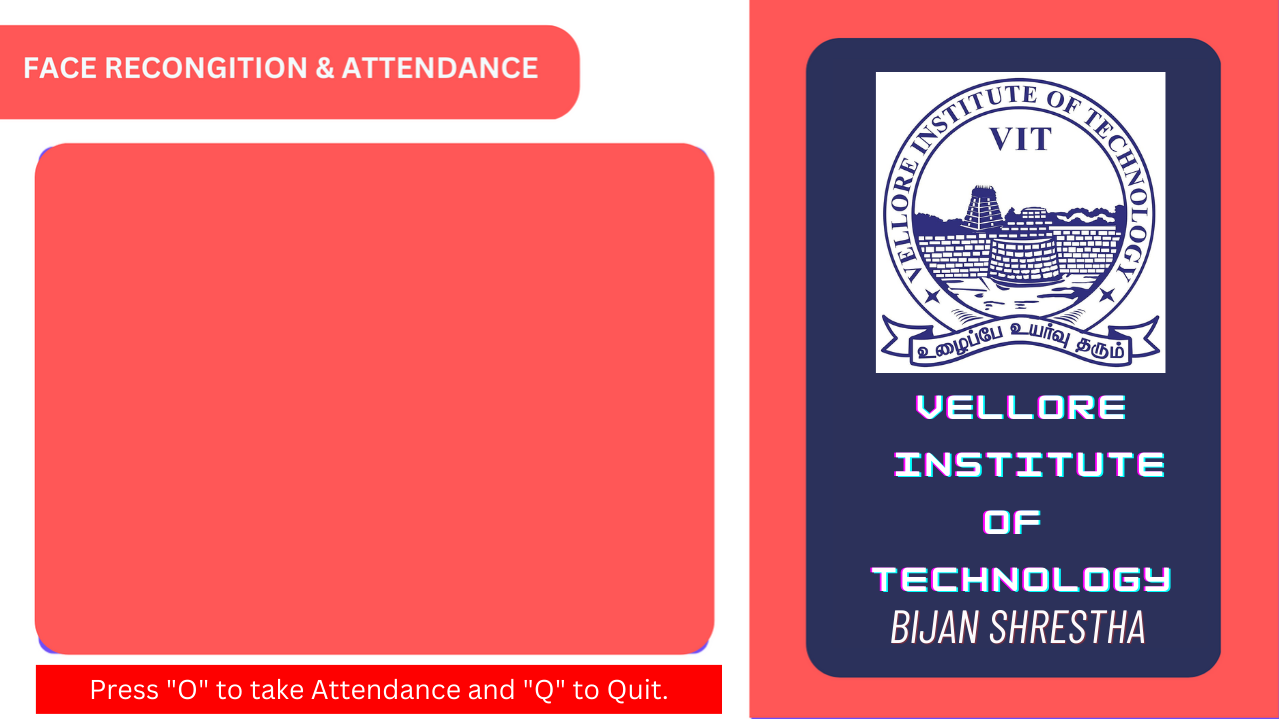 FACE RECONGITION & ATTENDANCE
Press "O" to take Attendance and "Q" to Quit.
VELLORE INSTITUTE OF TECHNOLOGY
VIT
உழைப்பே உயர்வு தரும்
VELLORE
INSTITUTE
OF
TECHNOLOGY
BIJAN SHRESTHA